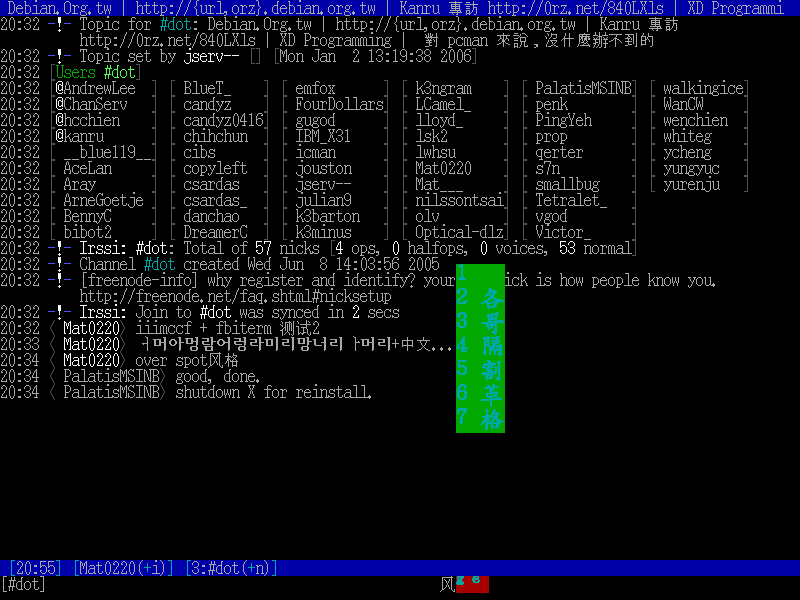 Debian.Org.tw | http://{url,orz}.debian.org.tw | Kanru 專訪 http://0rz.net/840LXls | XD Programmi
20:32 -!- Topic for #dot: Debian.Org.tw | http://{url,orz}.debian.org.tw | Kanru 專訪
http://0rz.net/840LXls | XD Programming | 對 pcman 來說，沒什麼辦不到的
20:32 -!- Topic set by jserv-- [] [Mon Jan  2 13:19:38 2006]
20:32 [Users #dot]
20:32 [@AndrewLee ] [ BlueT_ ] [ emfox ] [ k3ngram ] [ PalatisMSINB] [ walkingice]
20:32 [@ChanServ ] [ candyz ] [ FourDollars] [ LCamel_ ] [ penk ] [ WanCW ]
20:32 [@hcchien ] [ candyz0416] [ gugod ] [ lloyd_ ] [ PingYeh ] [ wenchien ]
20:32 [@kanru ] [ chihchun ] [ IBM_X31 ] [ lsk2 ] [ prop ] [ whiteg ]
20:32 [ __blue119__] [ cibs ] [ icman ] [ lwhsu ] [ qerter ] [ ycheng ]
20:32 [ AceLan ] [ copyleft ] [ jouston ] [ Mat0220 ] [ s7n ] [ yungyuc ]
20:32 [ Aray ] [ csardas ] [ jserv-- ] [ Mat___ ] [ smallbug ] [ yurenju ]
20:32 [ ArneGoetje ] [ csardas_ ] [ julian9 ] [ nilssontsai] [ Tetralet_ ]
20:32 [ BennyC ] [ danchao ] [ k3barton ] [ olv ] [ vgod ]
20:32 [ bibot2 ] [ DreamerC ] [ k3minus ] [ Optical-dlz] [ Victor_ ]
20:32 -!- Irssi: #dot: Total of 57 nicks [4 ops, 0 halfops, 0 voices, 53 normal]
20:32 -!- Channel #dot created Wed Jun  8 14:03:56 2005
20:32 -!- [freenode-info] why register and identify? your ick is how people know you.
http://freenode.net/faq.shtml#nicksetup
20:32 -!- Irssi: Join to #dot was synced in 2 secs
20:32 < Mat0220> iiimccf + fbiterm 测试2
20:33 < Mat0220> ㅕ머아멍람어렁라미리망너리 ㅏ머리+中文...
20:34 < Mat0220> over spot风格
20:34 < PalatisMSINB> good, done.
20:34 < PalatisMSINB> shutdown X for reinstall.
1
2 各
3 哥
4 隔
5 割
6 革
7 格
[20:55] [Mat0220(+i)] [3:#dot(+n)]
[#dot] 风g e